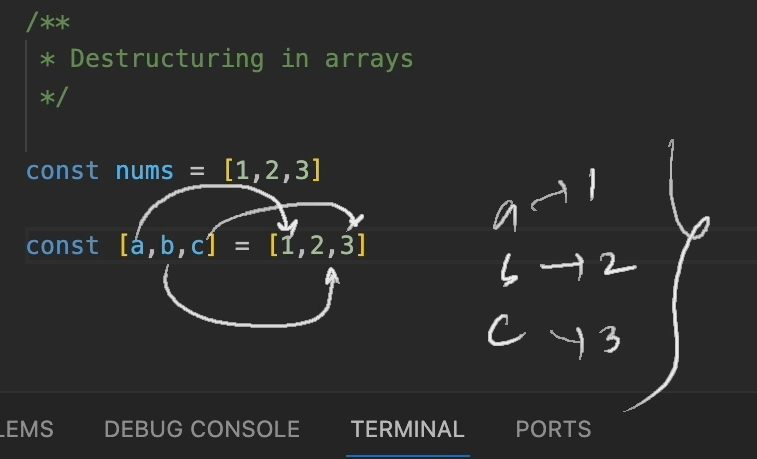 /**
* Destructuring in arrays
*/
const nums = [1,2,3]
const [a,b,c] = [1,2,3]
a → 1
b → 2
c → 3
LEMS DEBUG CONSOLE TERMINAL PORTS